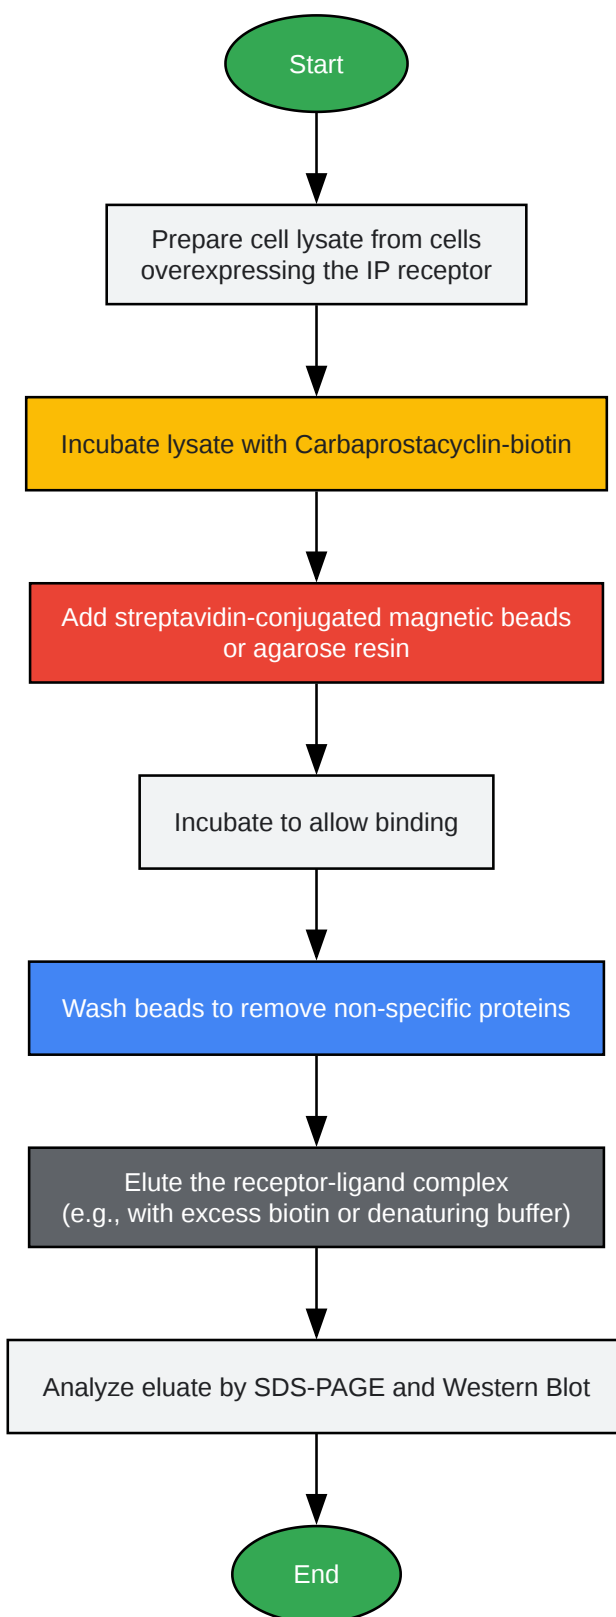 Start
Prepare cell lysate from cells
overexpressing the IP receptor
Incubate lysate with Carbaprostacyclin-biotin
Add streptavidin-conjugated magnetic beads
or agarose resin
Incubate to allow binding
Wash beads to remove non-specific proteins
Elute the receptor-ligand complex
(e.g., with excess biotin or denaturing buffer)
Analyze eluate by SDS-PAGE and Western Blot
End